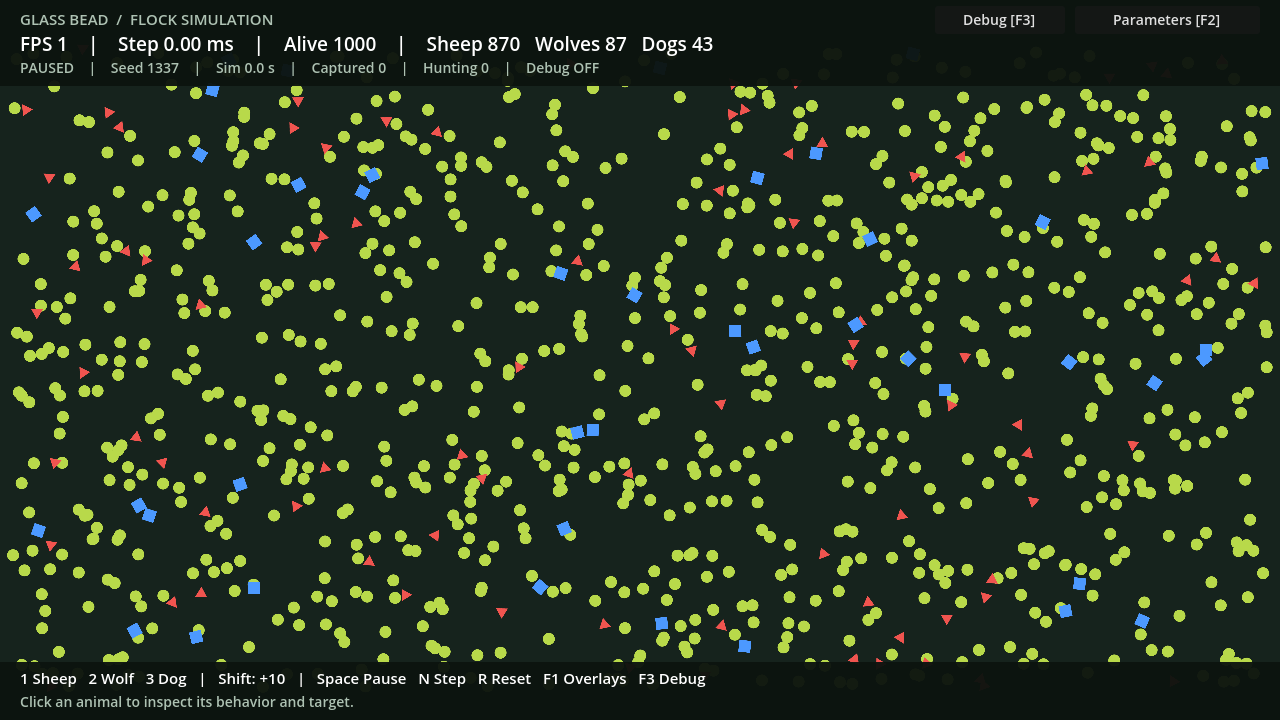 GLASS BEAD / FLOCK SIMULATION
Debug [F3]
Parameters [F2]
FPS 1 | Step 0.00 ms | Alive 1000 | Sheep 870 Wolves 87 Dogs 43
PAUSED | Seed 1337 | Sim 0.0 s | Captured 0 | Hunting 0 | Debug OFF
1 Sheep 2 Wolf 3 Dog | Shift: +10 | Space Pause N Step R Reset F1 Overlays F3 Debug
Click an animal to inspect its behavior and target.